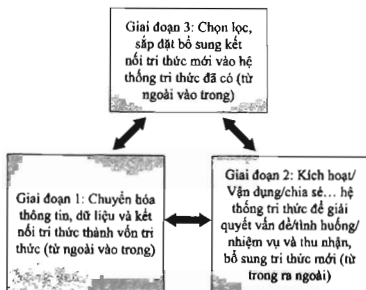 Giai đoạn 3: Chọn lọc,
sắp đặt bổ sung kết
nối tri thức mới vào hệ
thống tri thức đã có (từ
ngoài vào trong)
Giai đoạn 1: Chuyển hóa
thông tin, dữ liệu và kết
nối tri thức thành vốn tri
thức (từ ngoài vào trong)
Giai đoạn 2: Kích hoạt/
Vận dụng/chia sẻ... hệ
thống tri thức để giải
quyết vấn đề/tình huống/
nhiệm vụ và thu nhận,
bổ sung tri thức mới (từ
trong ra ngoài)